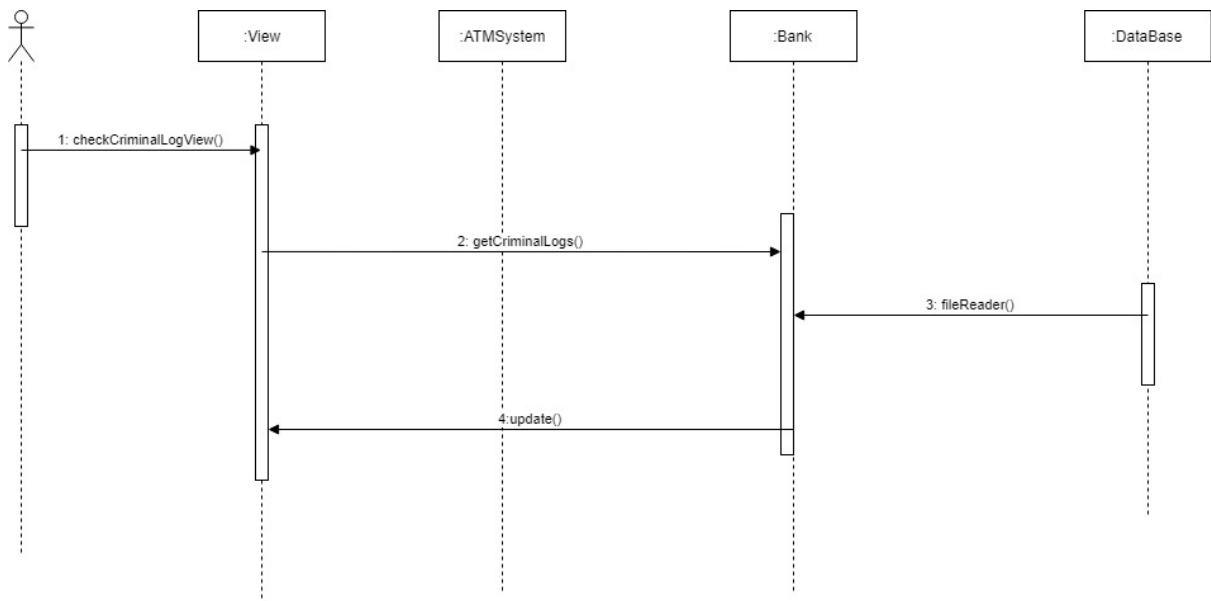 :View
:ATMSystem
:Bank
:DataBase
1: checkCriminalLogView()
2: getCriminalLogs()
3: fileReader()
4:update()